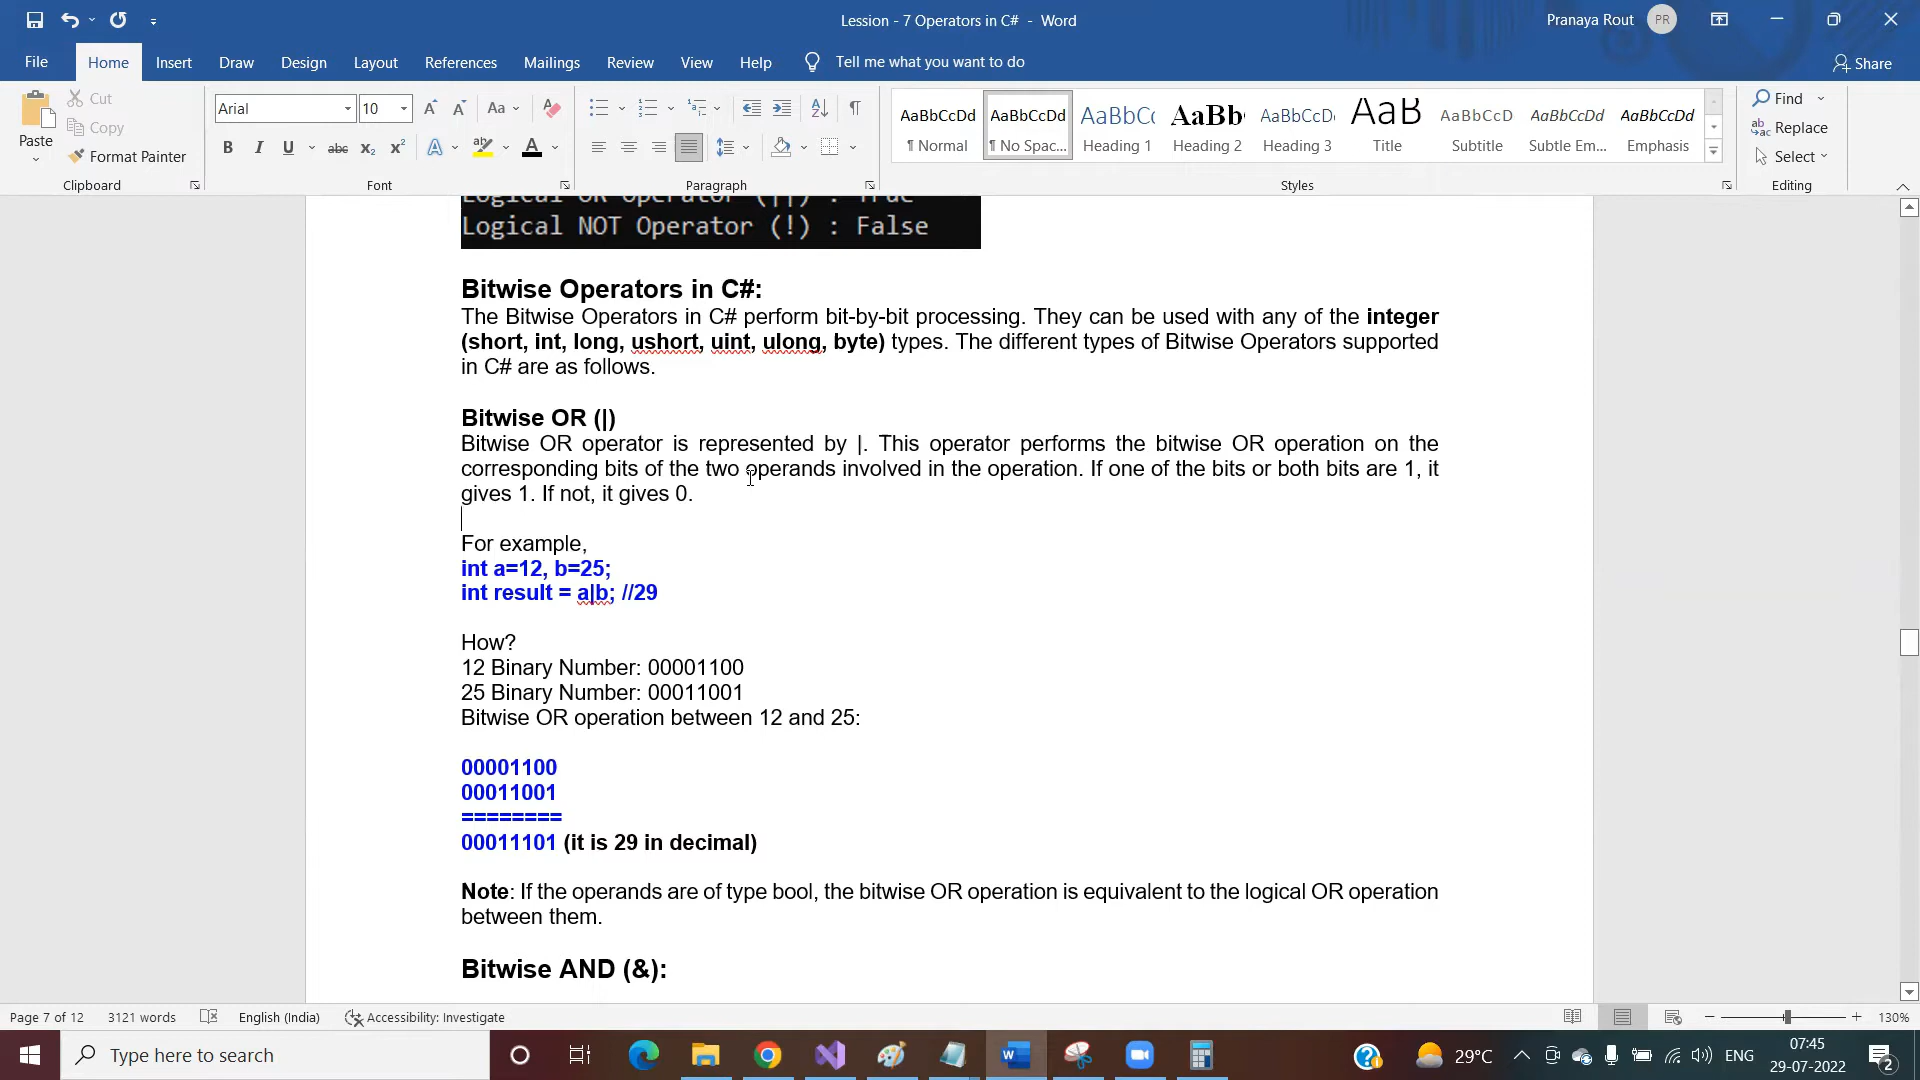 Lession - 7 Operators in C# - Word
Pranaya Rout
PR
File Home Insert Draw Design Layout References Mailings Review View Help Tell me what you want to do
Share
Paste
Cut
Copy
Format Painter
Clipboard
Arial 10
Aa
B I U abc x₂ x² A ab A
Font
Paragraph
AaBbCcDd AaBbCcDd AaBbCc AaBb AaBbCcD AaB AaBbCcD AaBbCcDd AaBbCcDd
¶ Normal ¶ No Spac... Heading 1 Heading 2 Heading 3 Title Subtitle Subtle Em... Emphasis
Styles
Find
Replace
Select
Editing
Logical OR Operator (||) : True
Logical NOT Operator (!) : False
Bitwise Operators in C#:
The Bitwise Operators in C# perform bit-by-bit processing. They can be used with any of the integer
(short, int, long, ushort, uint, ulong, byte) types. The different types of Bitwise Operators supported
in C# are as follows.
Bitwise OR (|)
Bitwise OR operator is represented by |. This operator performs the bitwise OR operation on the
corresponding bits of the two operands involved in the operation. If one of the bits or both bits are 1, it
gives 1. If not, it gives 0.
For example,
int a=12, b=25;
int result = a|b; //29
How?
12 Binary Number: 00001100
25 Binary Number: 00011001
Bitwise OR operation between 12 and 25:
00001100
00011001
========
00011101 (it is 29 in decimal)
Note: If the operands are of type bool, the bitwise OR operation is equivalent to the logical OR operation
between them.
Bitwise AND (&):
Page 7 of 12 3121 words English (India) Accessibility: Investigate
130%
Type here to search
29°C
ENG
07:45
29-07-2022
2